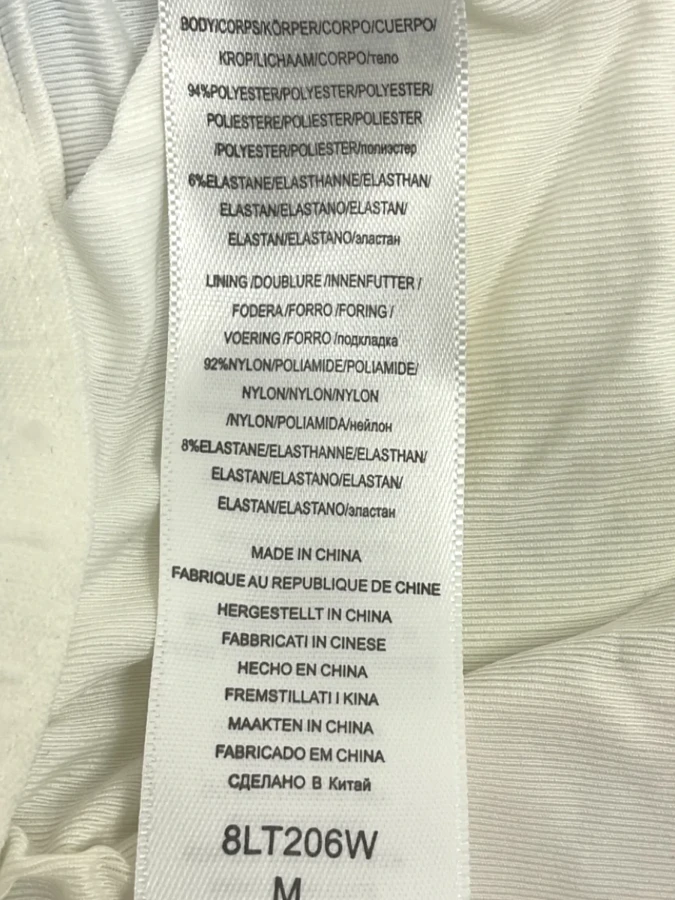 BODY/CORPS/KÖRPER/CORPO/CUERPO/
KROP/LICHAAM/CORPO/тело
94%POLYESTER/POLYESTER/POLYESTER/
POLIESTERE/POLIESTER/POLIESTER
/POLYESTER/POLIESTER/полиэстер
6%ELASTANE/ELASTHANNE/ELASTHAN/
ELASTAN/ELASTANO/ELASTAN/
ELASTAN/ELASTANO/эластан
LINING /DOUBLURE /INNENFUTTER /
FODERA /FORRO /FORING /
VOERING /FORRO /подкладка
92%NYLON/POLIAMIDE/POLIAMIDE/
NYLON/NYLON/NYLON
/NYLON/POLIAMIDA/нейлон
8%ELASTANE/ELASTHANNE/ELASTHAN/
ELASTAN/ELASTANO/ELASTAN/
ELASTAN/ELASTANO/эластан
MADE IN CHINA
FABRIQUE AU REPUBLIQUE DE CHINE
HERGESTELLT IN CHINA
FABBRICATI IN CINESE
HECHO EN CHINA
FREMSTILLATI I KINA
MAAKTEN IN CHINA
FABRICADO EM CHINA
СДЕЛАНО В Китай
8LT206W
M